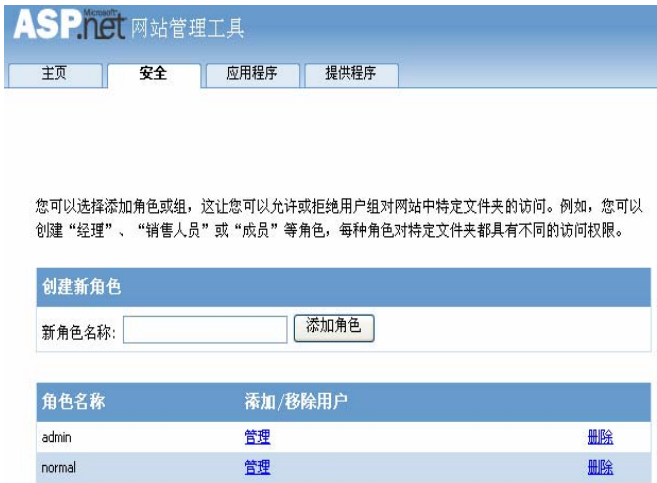 Microsoft
ASP.net 网站管理工具
主页 安全 应用程序 提供程序
您可以选择添加角色或组，这让您可以允许或拒绝用户组对网站中特定文件夹的访问。例如，您可以
创建“经理”、“销售人员”或“成员”等角色，每种角色对特定文件夹都具有不同的访问权限。
创建新角色
新角色名称: 添加角色
角色名称 添加/移除用户
admin 管理 删除
normal 管理 删除